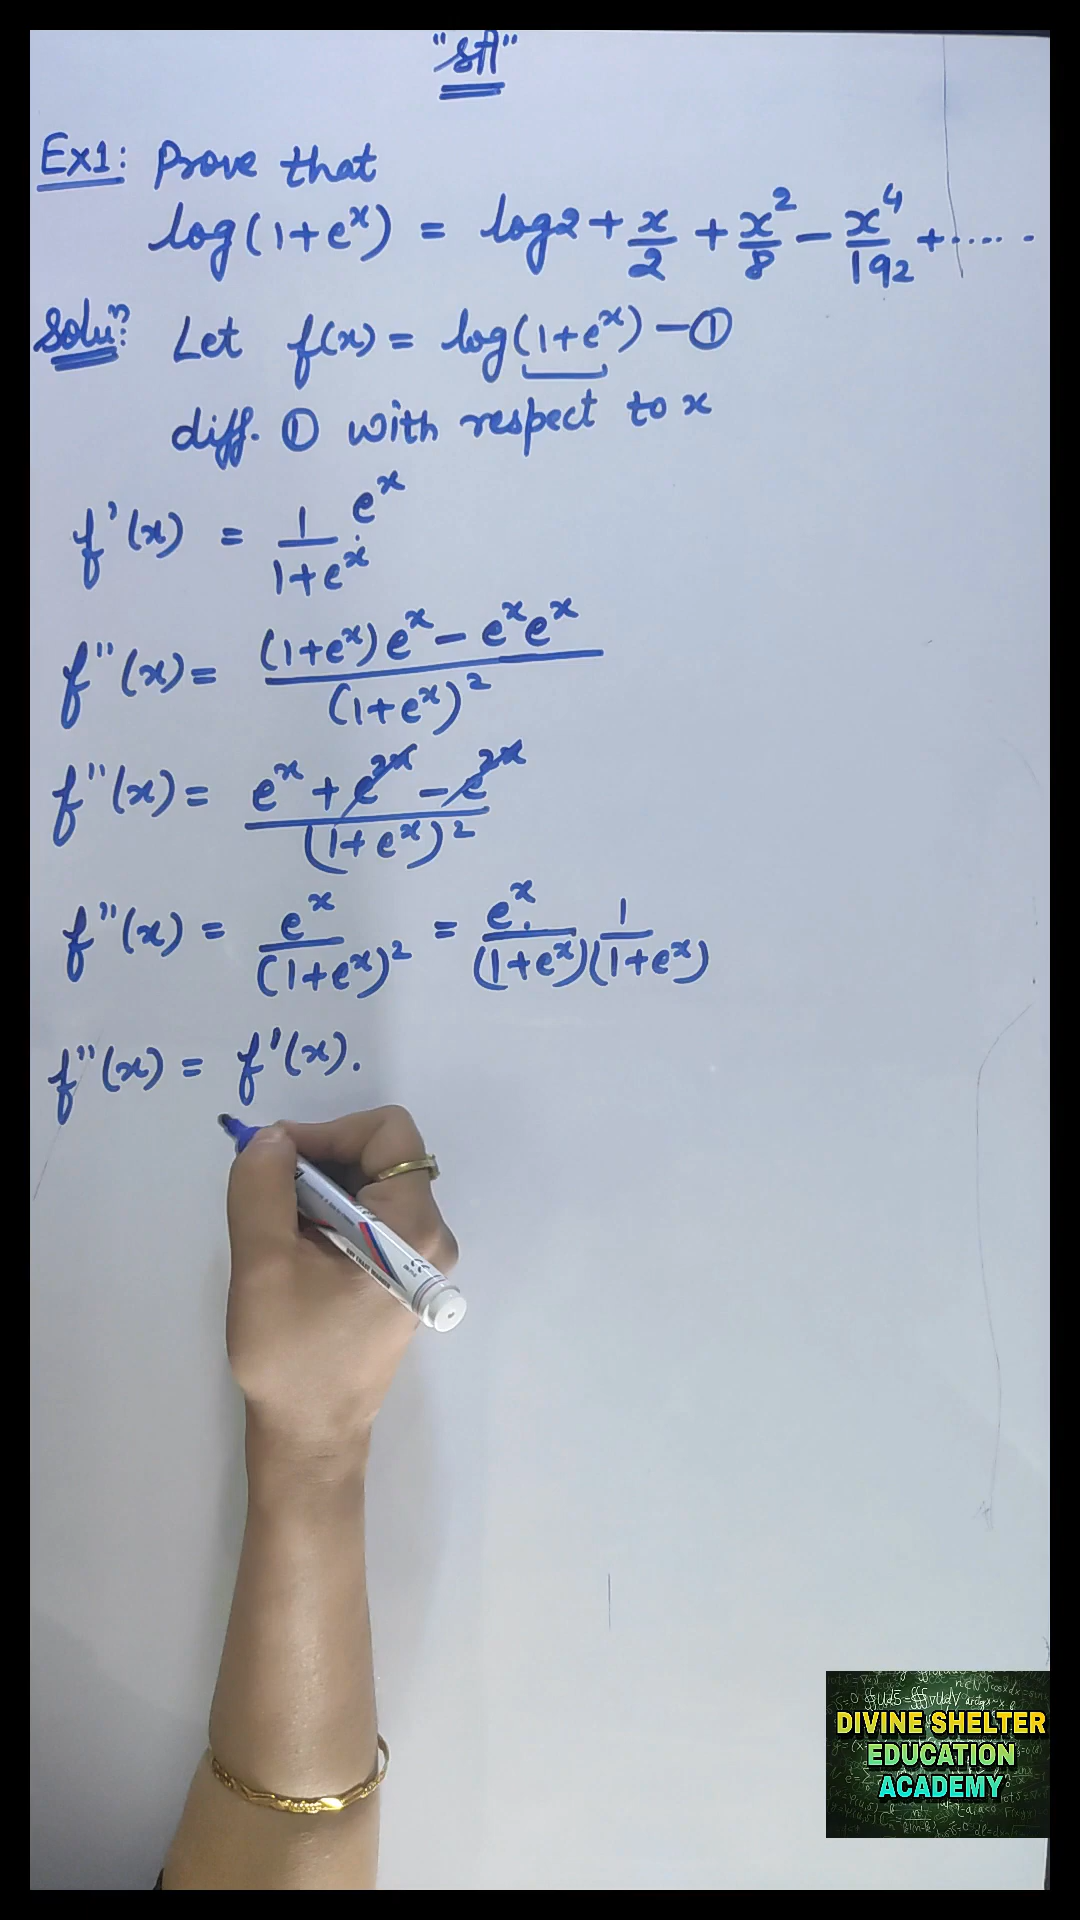 "श्री"
Ex1: Prove that
log(1+e^x) = log2 + x/2 + x^2/8 - x^4/192 + .....
Solu^n: Let f(x) = log(1+e^x) - ①
diff. ① with respect to x
f'(x) = 1/(1+e^x) . e^x
f''(x) = ((1+e^x)e^x - e^x e^x)/(1+e^x)^2
f''(x) = (e^x + e^2x - e^2x)/(1+e^x)^2
f''(x) = e^x/(1+e^x)^2 = e^x/(1+e^x) . 1/(1+e^x)
f''(x) = f'(x).
DIVINE SHELTER
EDUCATION
ACADEMY